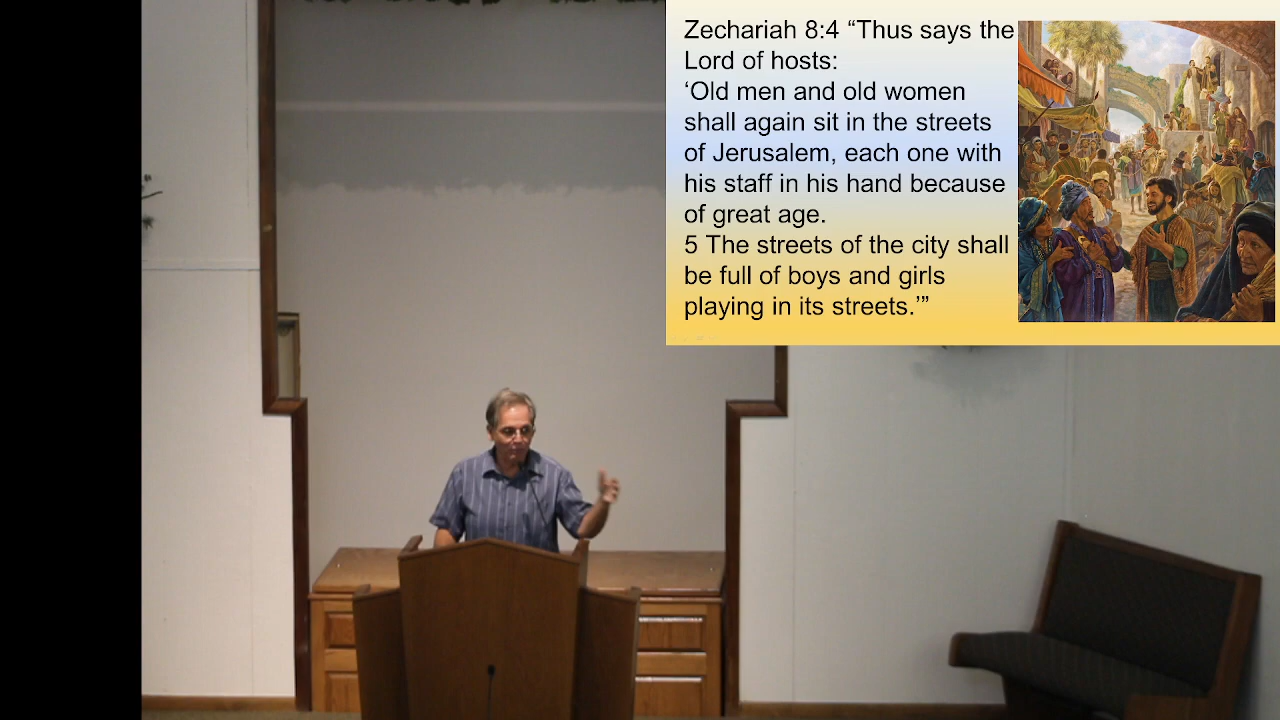 Zechariah 8:4 “Thus says the
Lord of hosts:
‘Old men and old women
shall again sit in the streets
of Jerusalem, each one with
his staff in his hand because
of great age.
5 The streets of the city shall
be full of boys and girls
playing in its streets.’”